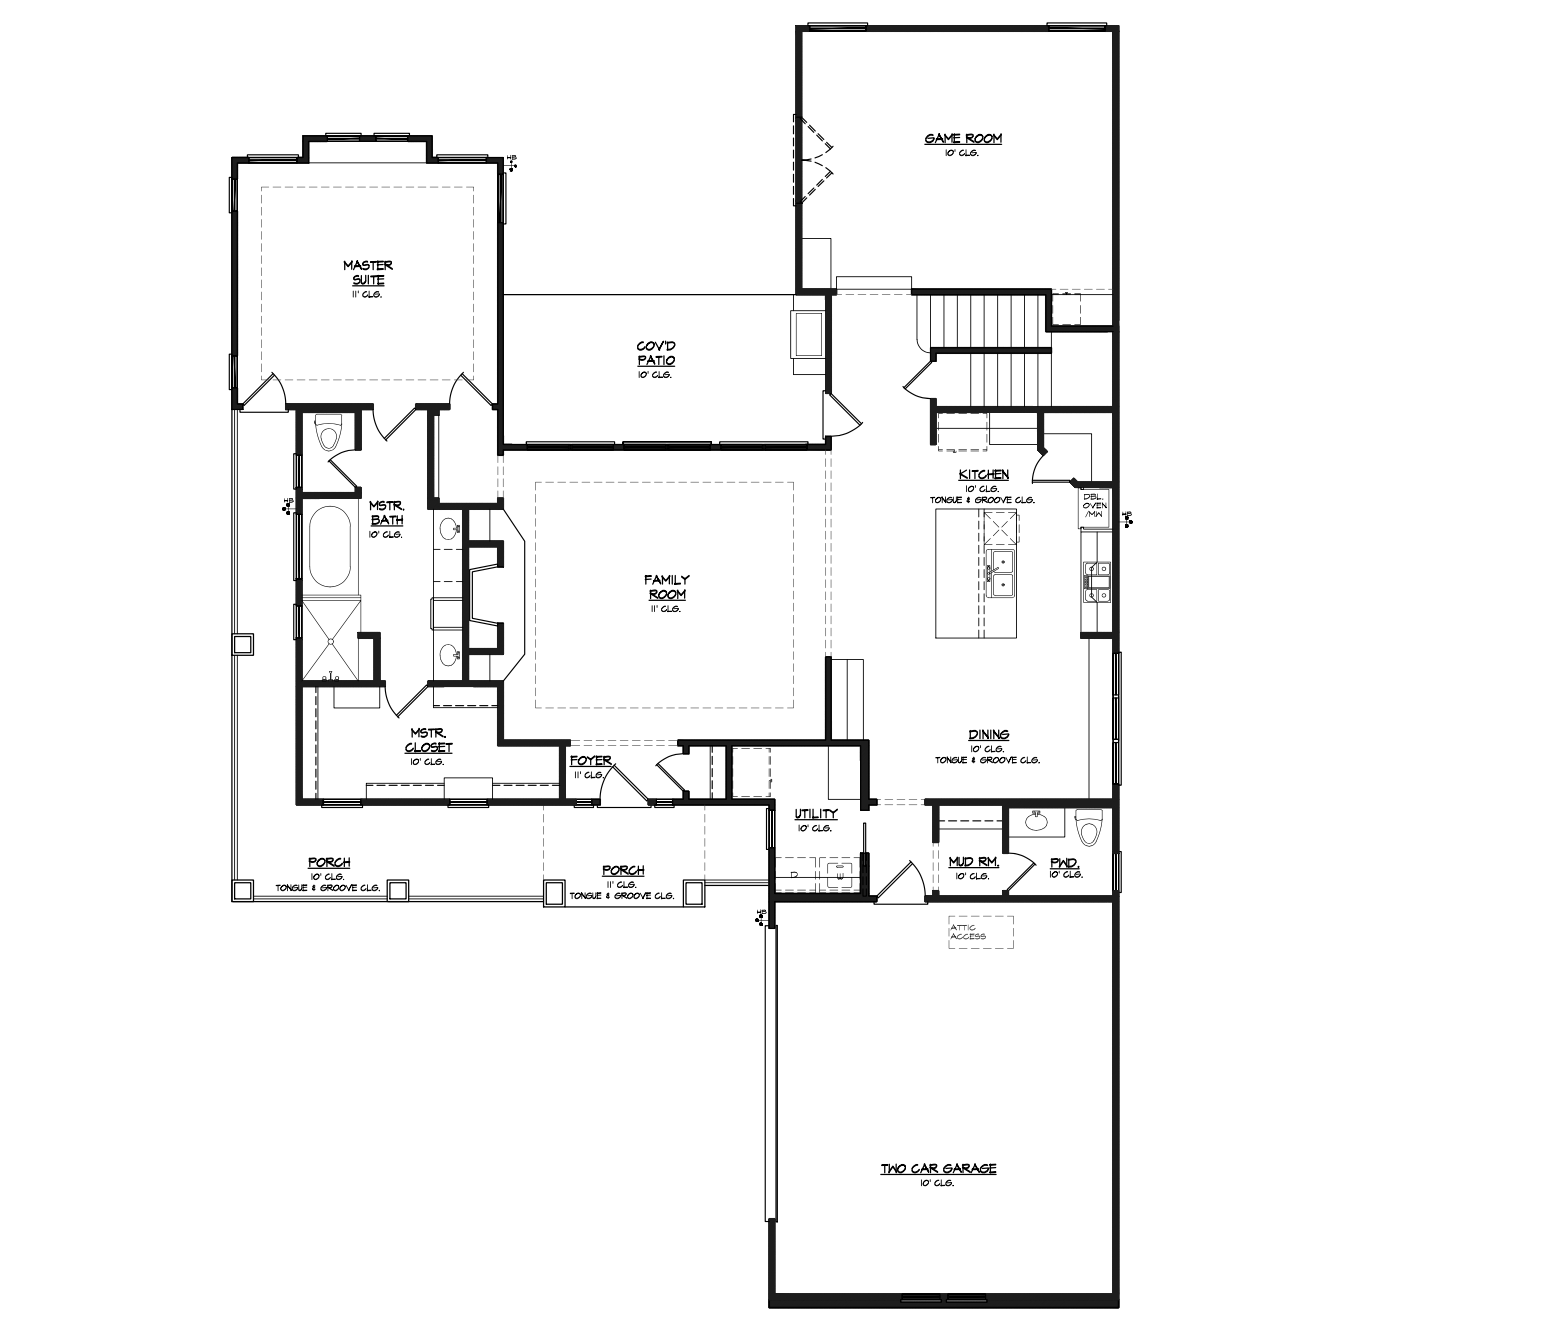 GAME ROOM
10' CLG.
HB
MASTER
SUITE
11' CLG.
COV'D
PATIO
10' CLG.
KITCHEN
10' CLG.
TONGUE & GROOVE CLG.
DBL.
OVEN
/MW
HB
HB
MSTR.
BATH
10' CLG.
FAMILY
ROOM
11' CLG.
MSTR.
CLOSET
10' CLG.
FOYER
11' CLG.
DINING
10' CLG.
TONGUE & GROOVE CLG.
UTILITY
10' CLG.
PORCH
10' CLG.
TONGUE & GROOVE CLG.
PORCH
11' CLG.
TONGUE & GROOVE CLG.
MUD RM.
10' CLG.
PWD.
10' CLG.
HB
ATTIC
ACCESS
TWO CAR GARAGE
10' CLG.